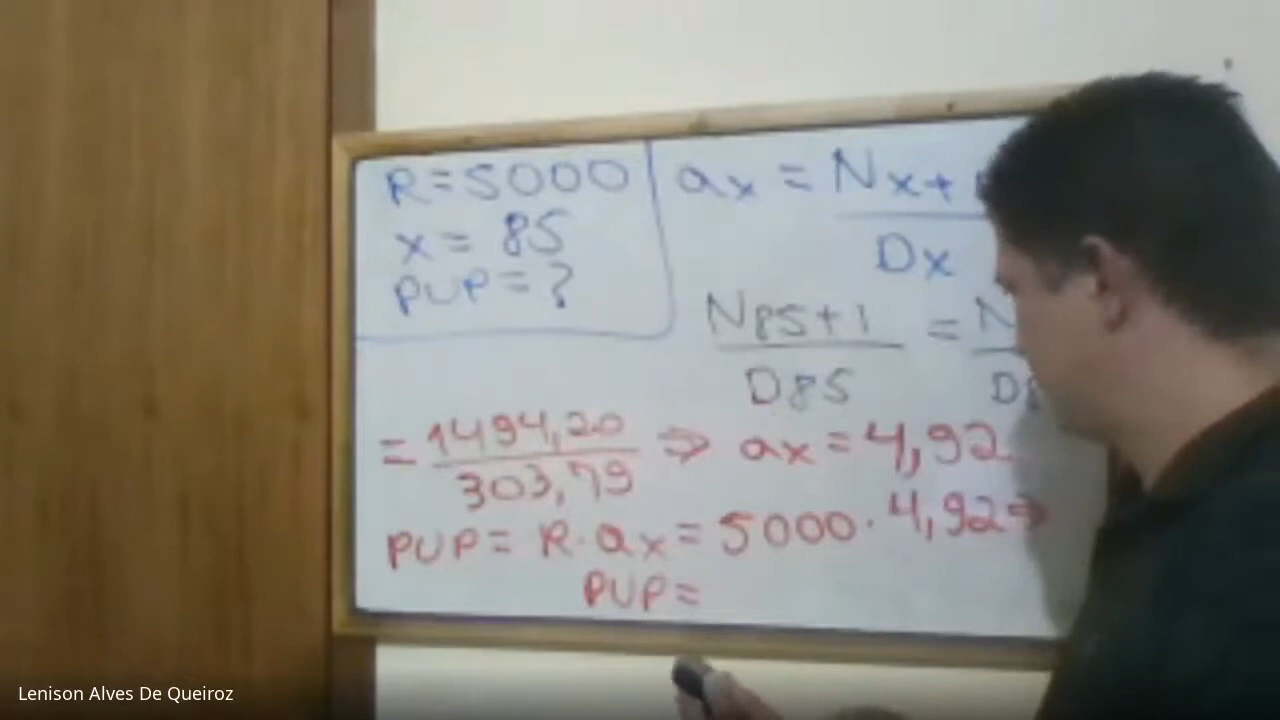 R=5000
x = 85
PUP=?
ax = Nx+
Dx
N85+1 = N
D85 D8
= 1494,20 ⇒ ax = 4,92
303,79
PUP= R.ax = 5000.4,92⇒
PUP=
Lenison Alves De Queiroz